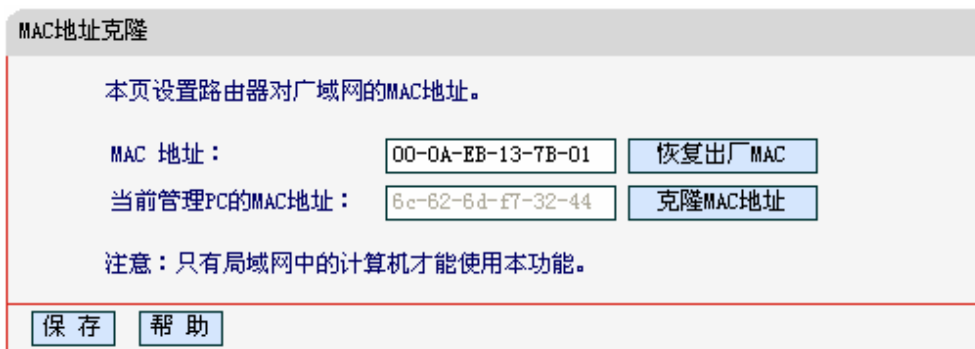 MAC地址克隆
本页设置路由器对广域网的MAC地址。
MAC 地址： 00-0A-EB-13-7B-01 恢复出厂MAC
当前管理PC的MAC地址： 6c-62-6d-f7-32-44 克隆MAC地址
注意：只有局域网中的计算机才能使用本功能。
保 存 帮 助